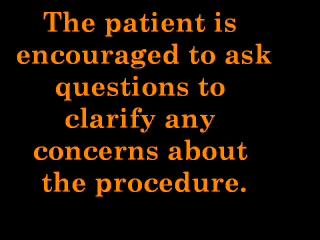 The patient is
encouraged to ask
questions to
clarify any
concerns about
the procedure.